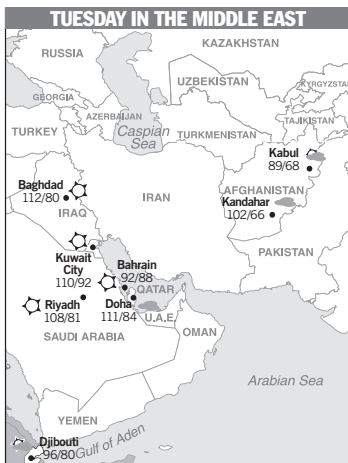 TUESDAY IN THE MIDDLE EAST
KAZAKHSTAN
RUSSIA
UZBEKISTAN
KYRGYZSTAN
GEORGIA
AZERBAIJAN
TAJIKISTAN
TURKEY
Caspian
Sea
TURKMENISTAN
Kabul
89/68
Baghdad
112/80
IRAQ
IRAN
AFGHANISTAN
Kandahar
102/66
PAKISTAN
Kuwait
City
110/92
Bahrain
92/88
QATAR
Riyadh
108/81
Doha
111/84
U.A.E.
SAUDI ARABIA
OMAN
Arabian Sea
YEMEN
Djibouti
96/80
Gulf of Aden